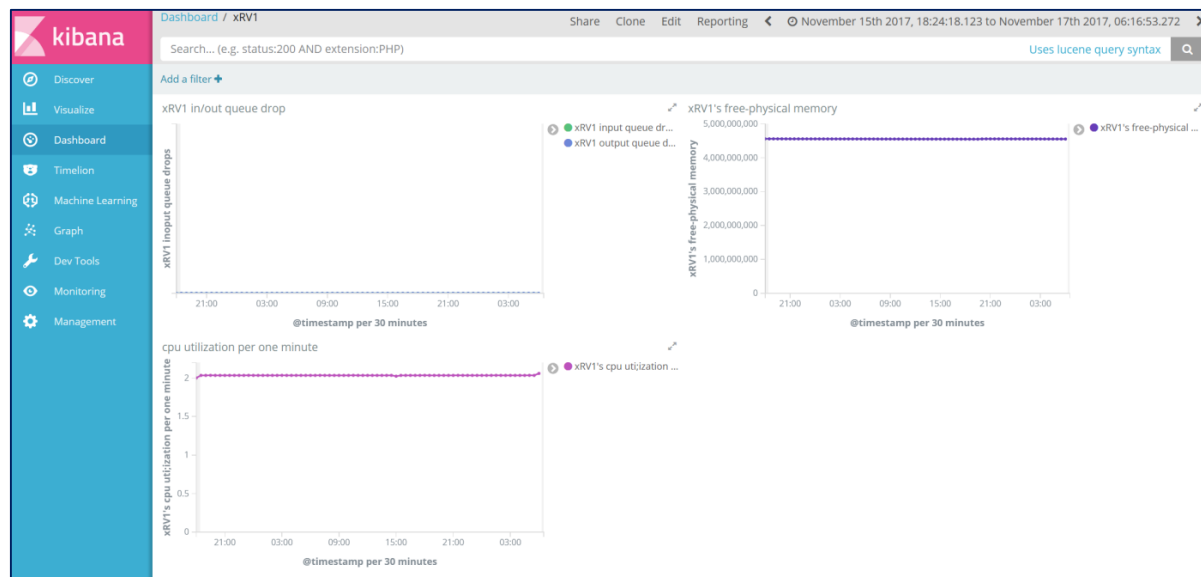 kibana
Discover
Visualize
Dashboard
Timelion
Machine Learning
Graph
Dev Tools
Monitoring
Management
Dashboard / xRV1
Share Clone Edit Reporting November 15th 2017, 18:24:18.123 to November 17th 2017, 06:16:53.272
Search... (e.g. status:200 AND extension:PHP) Uses lucene query syntax
Add a filter +
xRV1 in/out queue drop
xRV1 inoput queue drops
21:00 03:00 09:00 15:00 21:00 03:00
@timestamp per 30 minutes
xRV1 input queue dr...
xRV1 output queue d...
xRV1's free-physical memory
xRV1's free-physical memory
5,000,000,000
4,000,000,000
3,000,000,000
2,000,000,000
1,000,000,000
0
21:00 03:00 09:00 15:00 21:00 03:00
@timestamp per 30 minutes
xRV1's free-physical ...
cpu utilization per one minute
xRV1's cpu uti;ization per one minute
2
1.5
1
0.5
0
21:00 03:00 09:00 15:00 21:00 03:00
@timestamp per 30 minutes
xRV1's cpu uti;ization ...